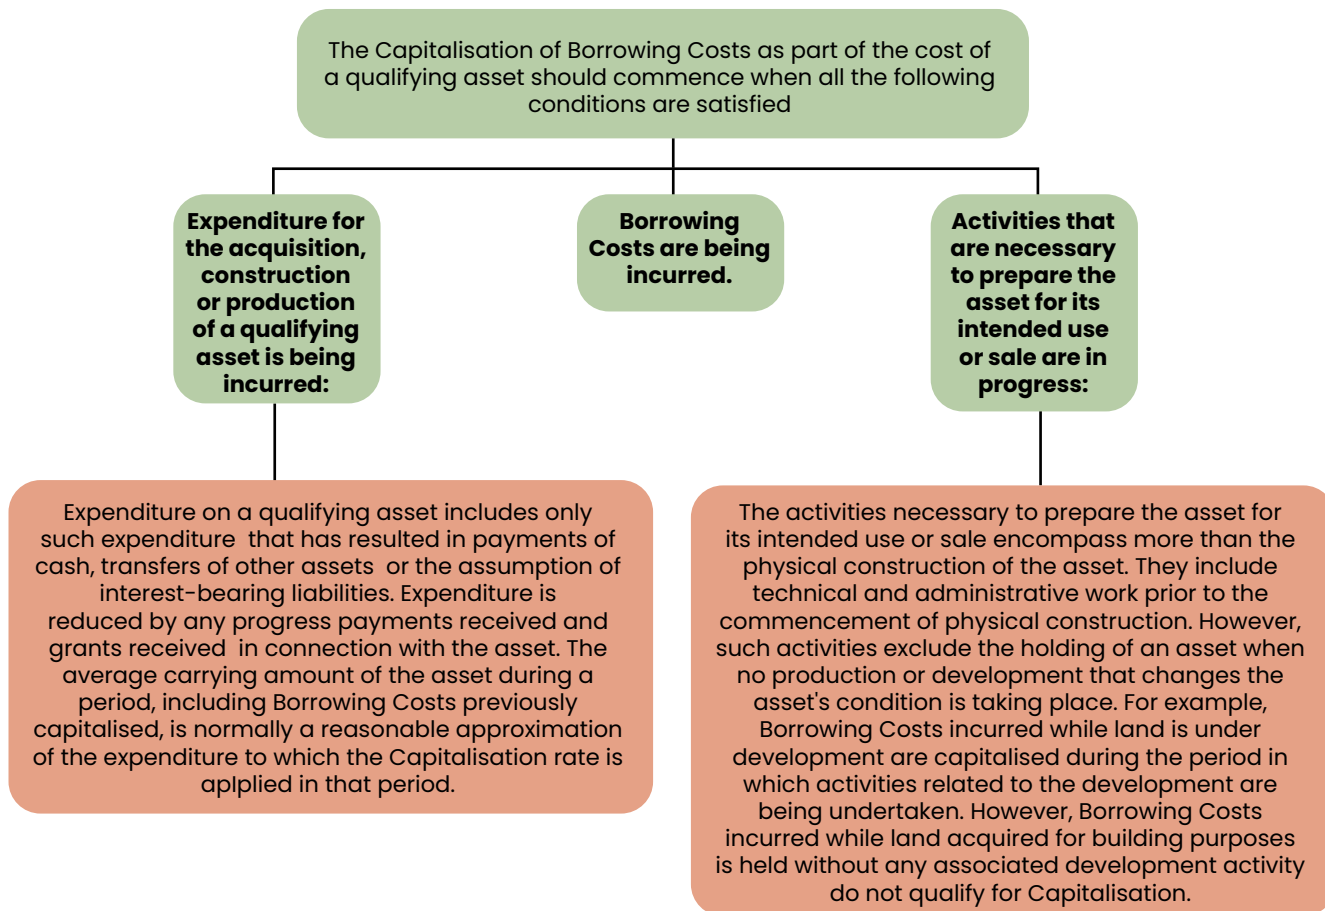 The Capitalisation of Borrowing Costs as part of the cost of
a qualifying asset should commence when all the following
conditions are satisfied
Expenditure for
the acquisition,
construction
or production
of a qualifying
asset is being
incurred:
Borrowing
Costs are being
incurred.
Activities that
are necessary
to prepare the
asset for its
intended use
or sale are in
progress:
Expenditure on a qualifying asset includes only
such expenditure that has resulted in payments of
cash, transfers of other assets or the assumption of
interest-bearing liabilities. Expenditure is
reduced by any progress payments received and
grants received in connection with the asset. The
average carrying amount of the asset during a
period, including Borrowing Costs previously
capitalised, is normally a reasonable approximation
of the expenditure to which the Capitalisation rate is
aplplied in that period.
The activities necessary to prepare the asset for
its intended use or sale encompass more than the
physical construction of the asset. They include
technical and administrative work prior to the
commencement of physical construction. However,
such activities exclude the holding of an asset when
no production or development that changes the
asset's condition is taking place. For example,
Borrowing Costs incurred while land is under
development are capitalised during the period in
which activities related to the development are
being undertaken. However, Borrowing Costs
incurred while land acquired for building purposes
is held without any associated development activity
do not qualify for Capitalisation.